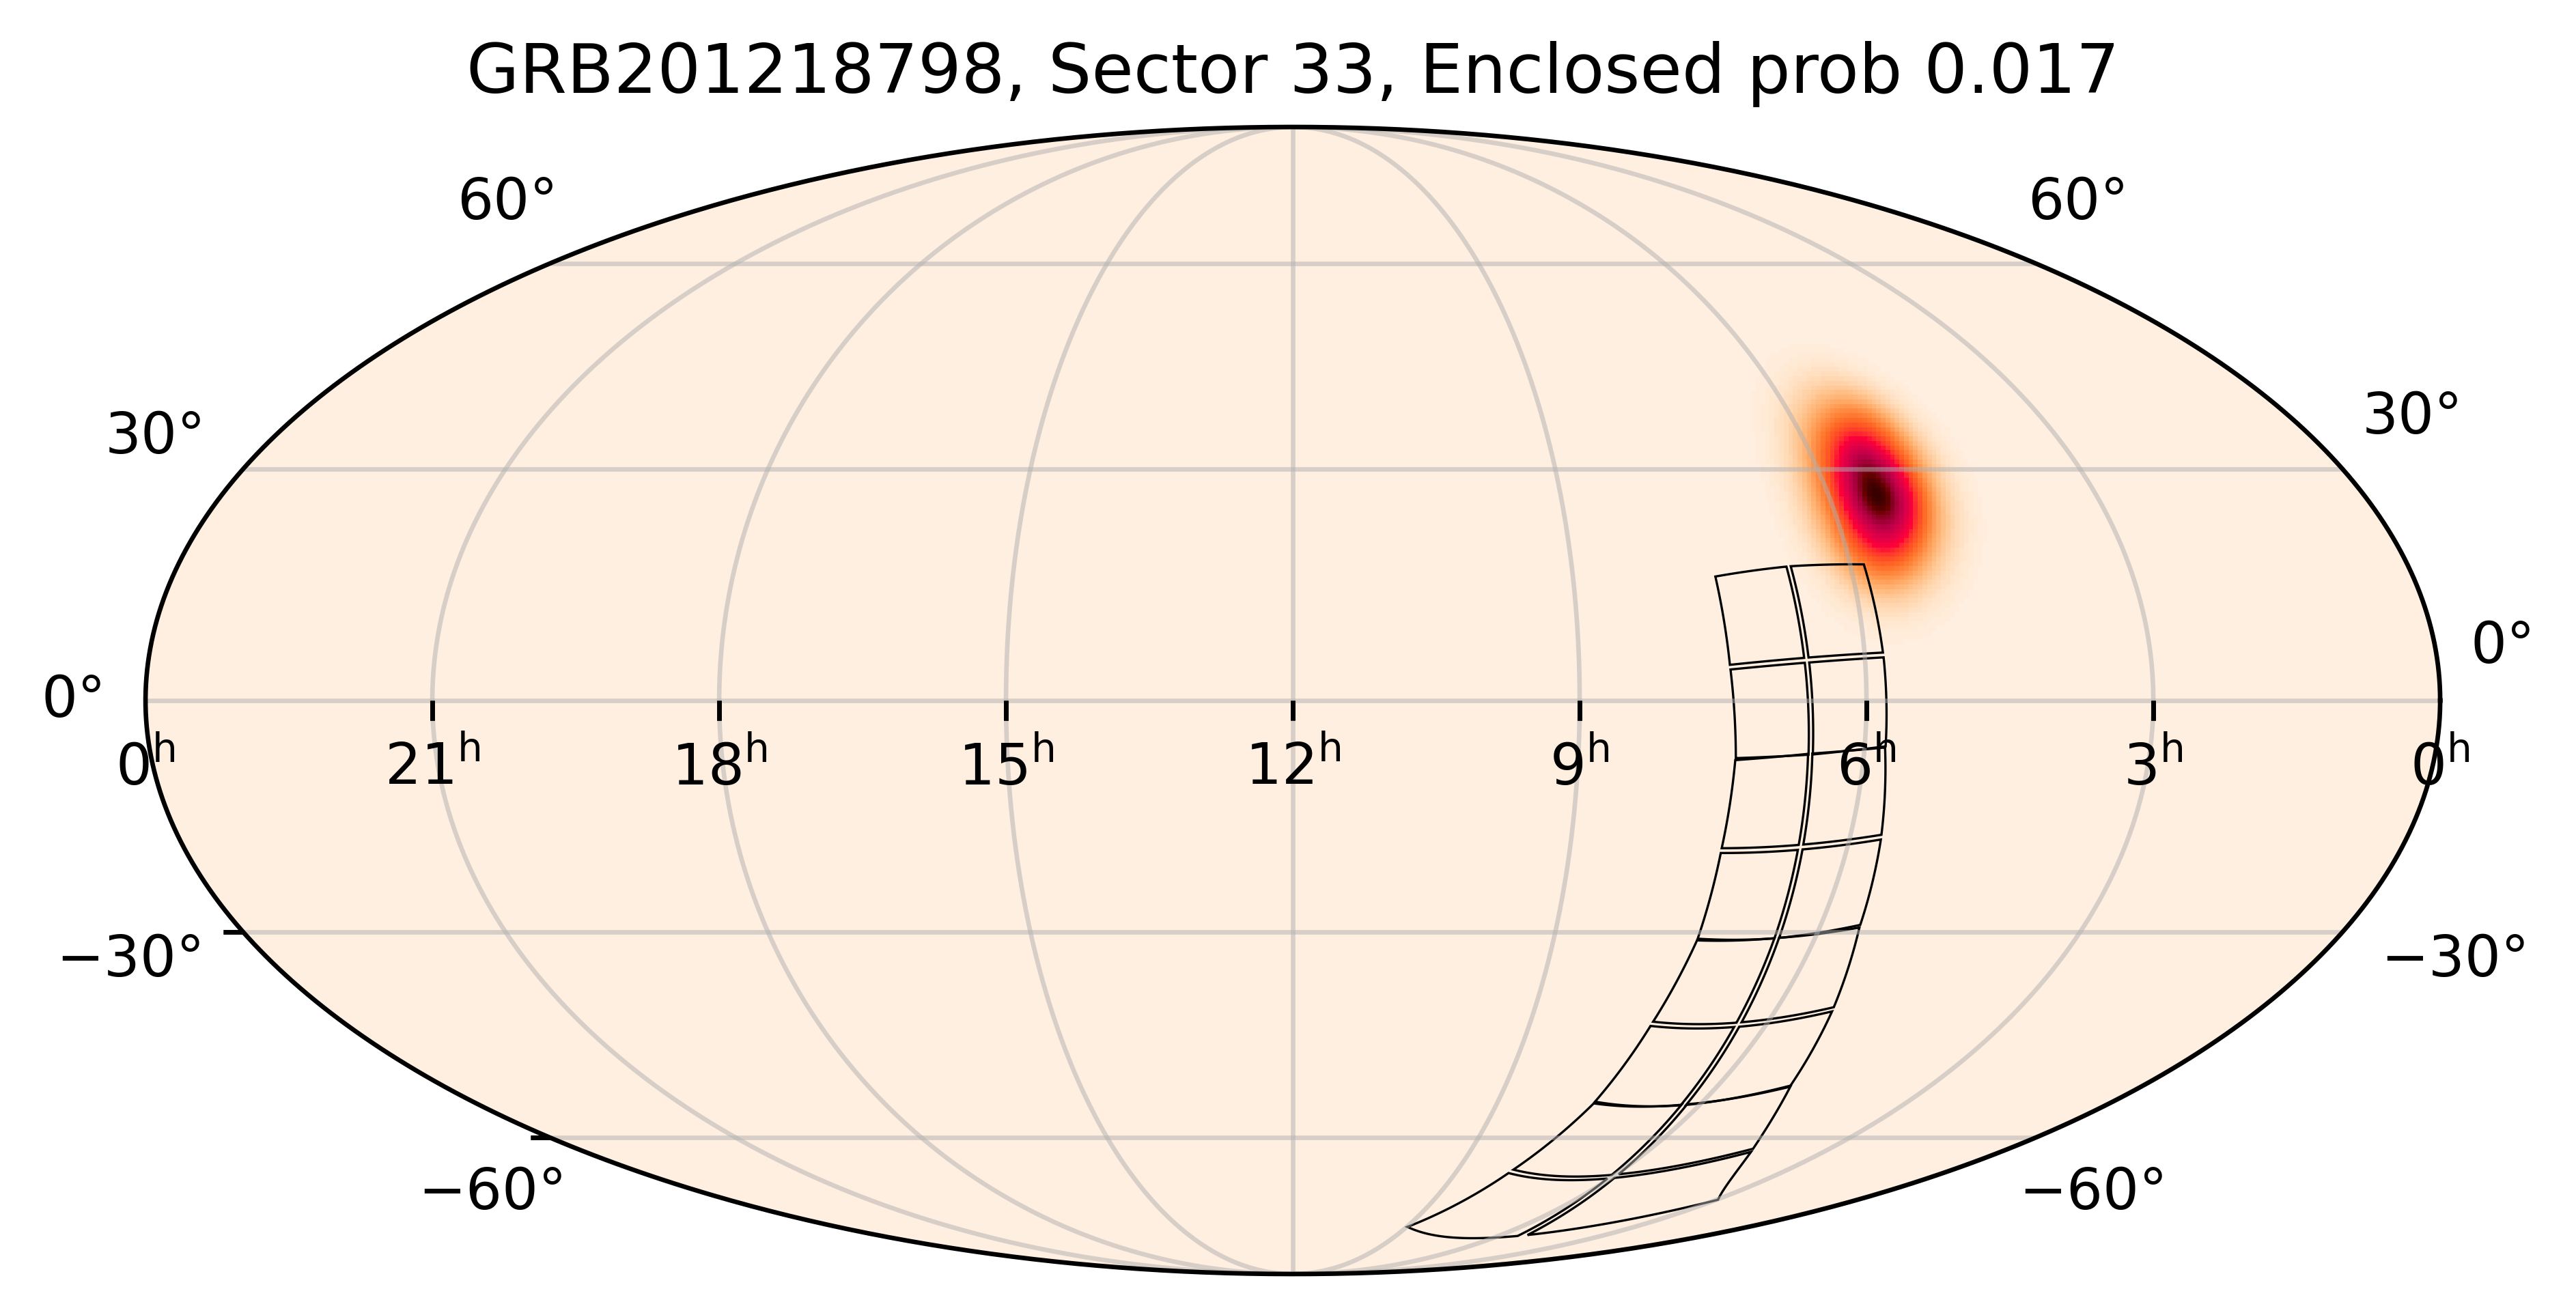 GRB201218798, Sector 33, Enclosed prob 0.017
60° 60°
30° 30°
0° 0°
0ʰ 21ʰ 18ʰ 15ʰ 12ʰ 9ʰ 6ʰ 3ʰ 0ʰ
−30° −30°
−60° −60°